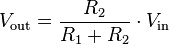 V_out = R_2 / (R_1 + R_2) · V_in